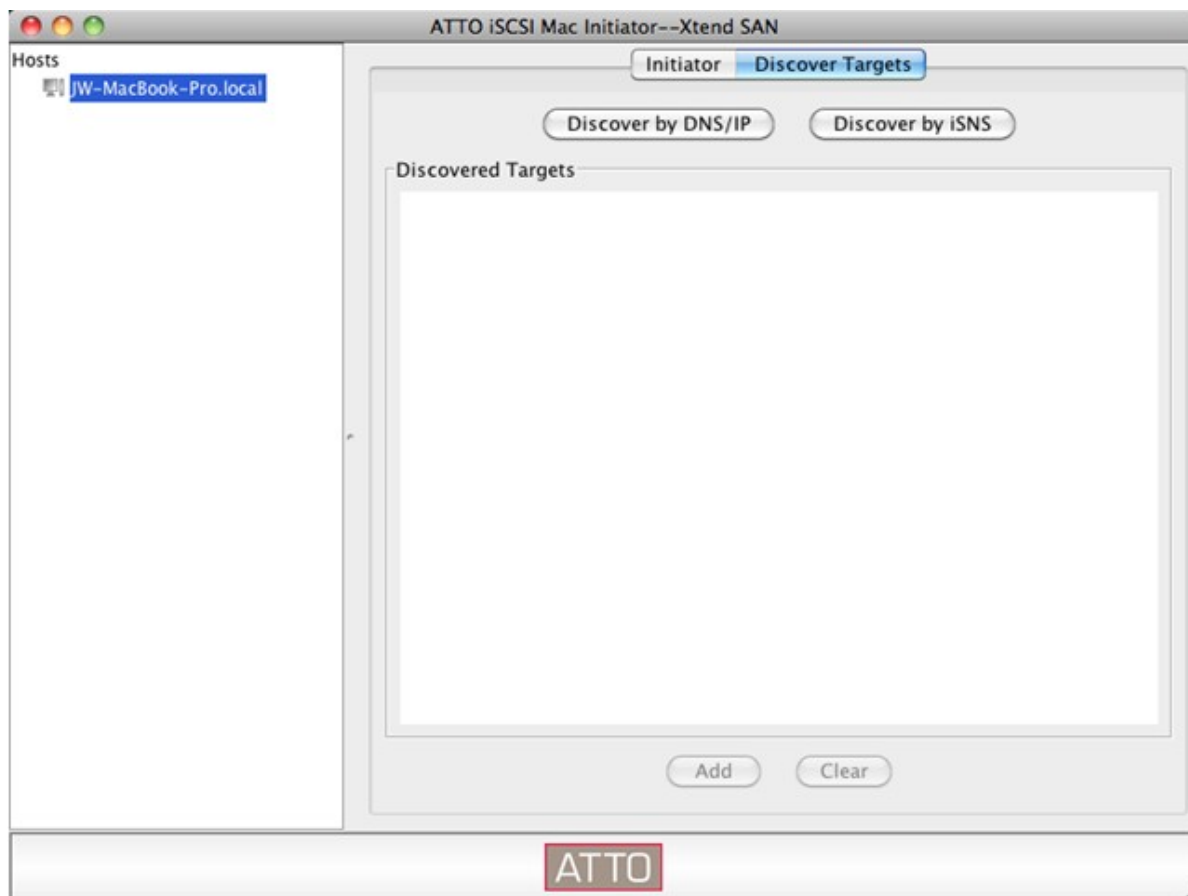 ATTO iSCSI Mac Initiator--Xtend SAN
Hosts
JW-MacBook-Pro.local
Initiator Discover Targets
Discover by DNS/IP Discover by iSNS
Discovered Targets
Add Clear
ATTO